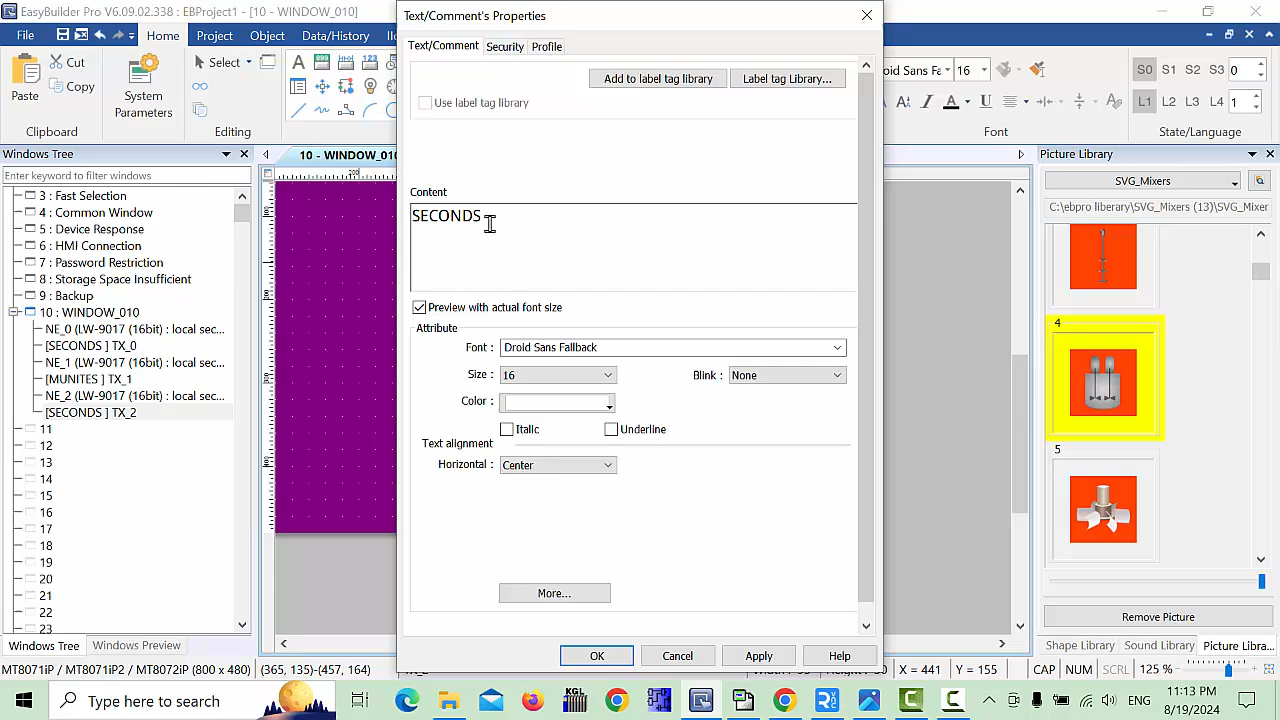 EasyBuilder Pro V6.09.02.338 : EBProject1 - [10 - WINDOW_010]
File Home Project Object Data/History
Cut
Copy
Paste
Clipboard
System Parameters
Select
Editing
Text/Comment's Properties
Text/Comment Security Profile
Add to label tag library Label tag Library...
Use label tag library
Content
SECONDS
Preview with actual font size
Attribute
Font : Droid Sans Fallback
Size : 16 Blink : None
Color :
Italic Underline
Text alignment
Horizontal : Center
More...
OK Cancel Apply Help
16
Font
S0 S1 S2 S3 0
L1 L2 L3 L4 1
State/Language
Windows Tree
Enter keyword to filter windows
3 : Fast Selection
4 : Common Window
5 : Device Response
6 : HMI Connection
7 : Password Restriction
8 : Storage Space Insufficient
9 : Backup
10 : WINDOW_010
NE_0 (LW-9017 (16bit) : local sec...
[SECONDS ] TX_0
NE_1 (LW-9017 (16bit) : local sec...
[MUNITES ] TX_1
NE_2 (LW-9017 (16bit) : local sec...
[SECONDS ] TX_2
11
12
13
14
15
16
17
18
19
20
21
22
23
Windows Tree Windows Preview
10 - WINDOW_010
Picture Library
SVG_Mixers
C:\ebpro liberary\SVG_Mixers (13)\SVG_Mixer
4
5
Remove Picture
Shape Library Sound Library Picture Libra...
MT8071iP/MT8071iP2/MT8072iP (800 x 480) (365, 135)-(457, 164)
X = 441 Y = 155 CAP NUM SCRL 125 %
Type here to search
ENG
11:13 PM
8/19/2024